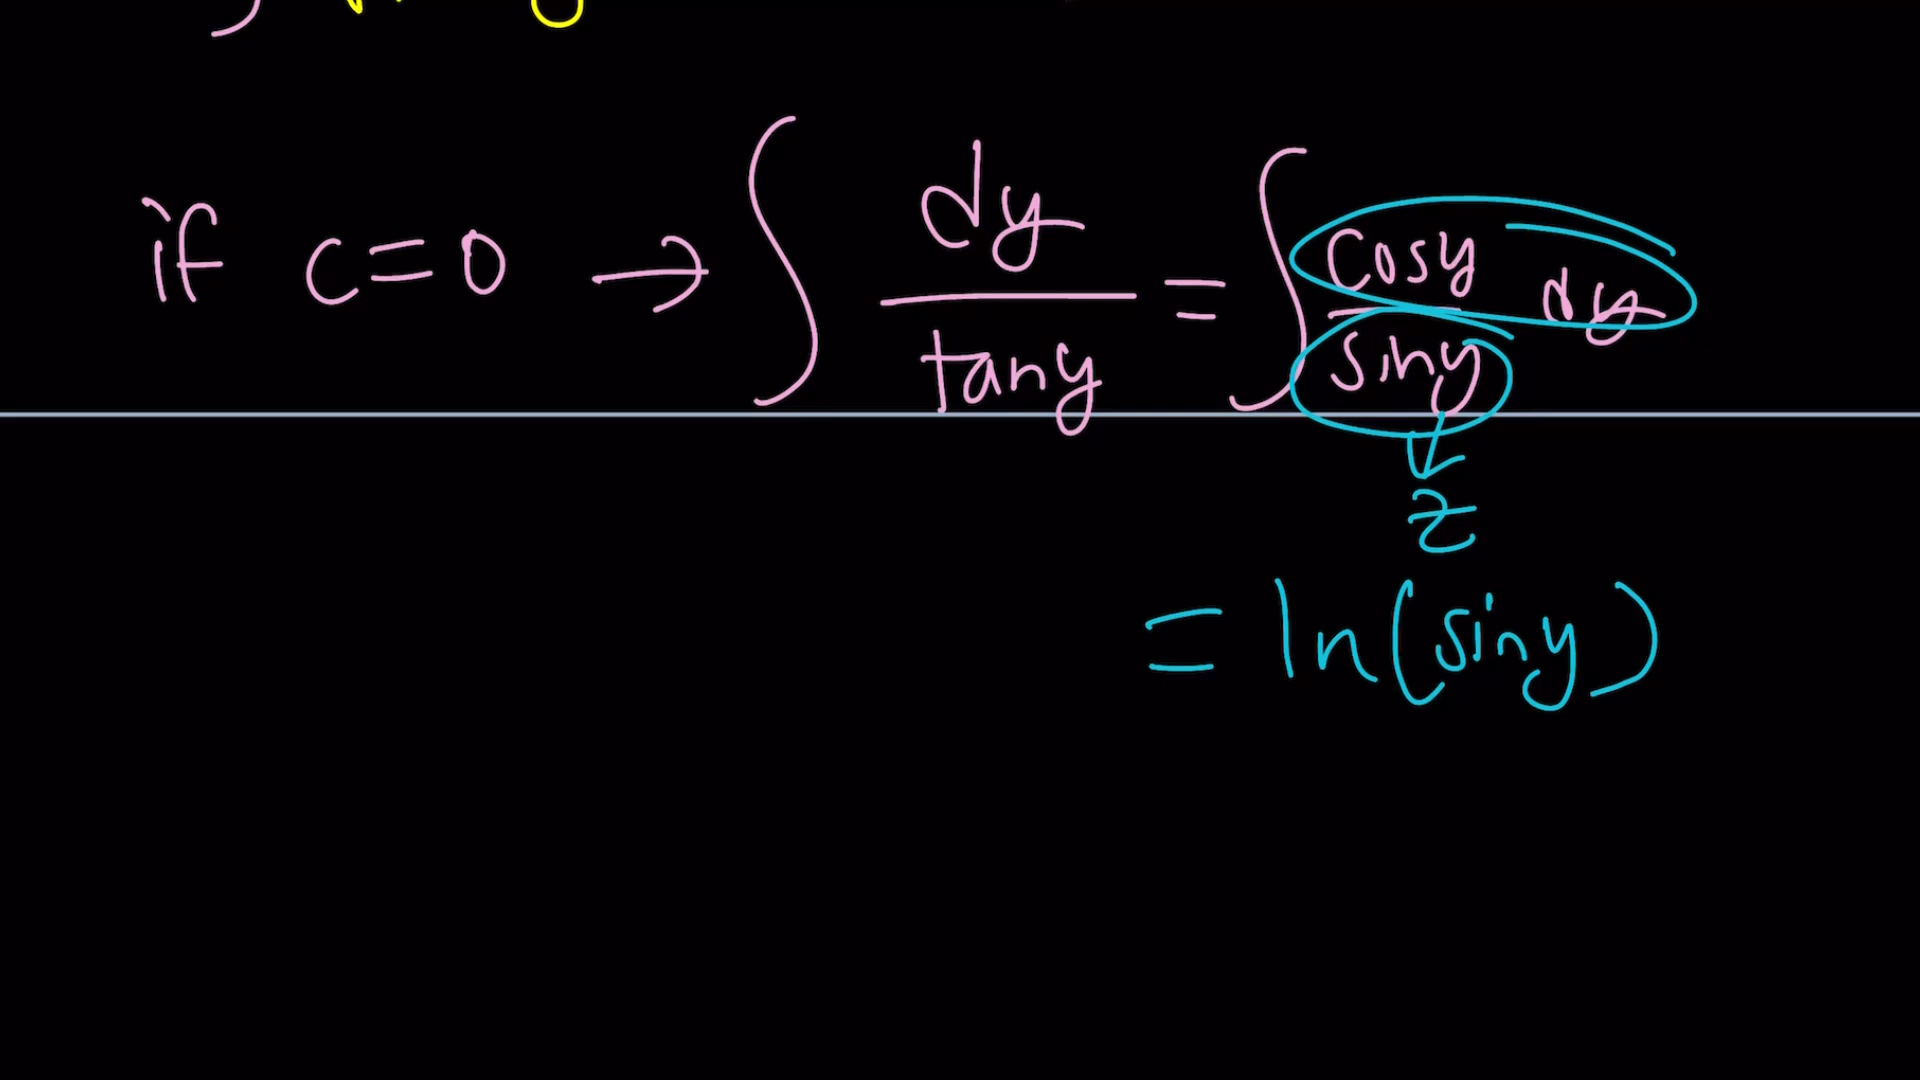 if c=0 → ∫ dy/tany = ∫ cosy/siny dy
z
= ln(siny)